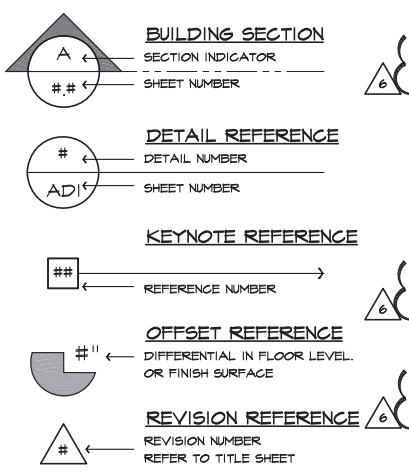 BUILDING SECTION
A
SECTION INDICATOR
#.#
SHEET NUMBER
6
DETAIL REFERENCE
#
DETAIL NUMBER
AD1
SHEET NUMBER
KEYNOTE REFERENCE
##
REFERENCE NUMBER
6
OFFSET REFERENCE
#"
DIFFERENTIAL IN FLOOR LEVEL.
OR FINISH SURFACE
REVISION REFERENCE
6
REVISION NUMBER
#
REFER TO TITLE SHEET